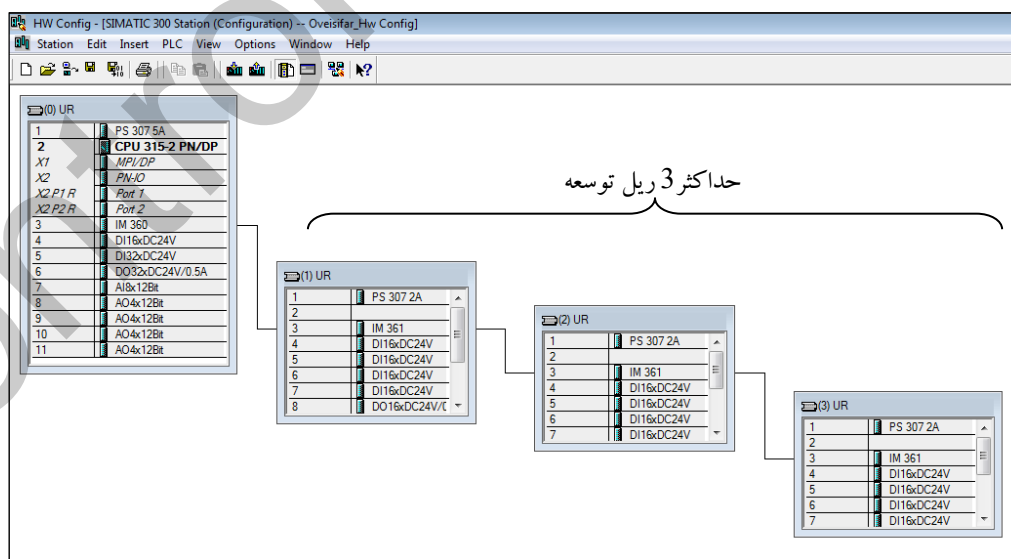 HW Config - [SIMATIC 300 Station (Configuration) -- Oveisifar_Hw Config]
Station Edit Insert PLC View Options Window Help
(0) UR
1 PS 307 5A
2 CPU 315-2 PN/DP
X1 MPI/DP
X2 PN-IO
X2 P1 R Port 1
X2 P2 R Port 2
3 IM 360
4 DI16xDC24V
5 DI32xDC24V
6 DO32xDC24V/0.5A
7 AI8x12Bit
8 AO4x12Bit
9 AO4x12Bit
10 AO4x12Bit
11 AO4x12Bit
حداکثر 3 ریل توسعه
(1) UR
1 PS 307 2A
2
3 IM 361
4 DI16xDC24V
5 DI16xDC24V
6 DI16xDC24V
7 DI16xDC24V
8 DO16xDC24V/0
(2) UR
1 PS 307 2A
2
3 IM 361
4 DI16xDC24V
5 DI16xDC24V
6 DI16xDC24V
7 DI16xDC24V
(3) UR
1 PS 307 2A
2
3 IM 361
4 DI16xDC24V
5 DI16xDC24V
6 DI16xDC24V
7 DI16xDC24V
ontro